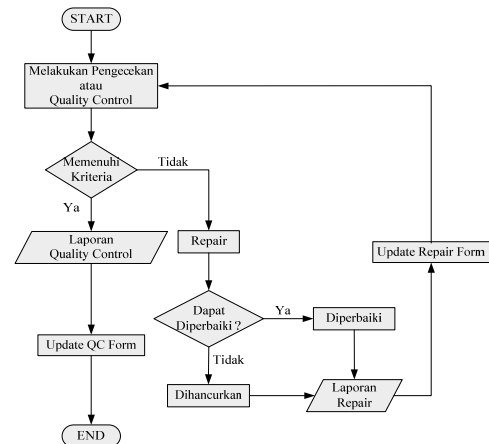 START
Melakukan Pengecekan
atau
Quality Control
Memenuhi
Kriteria
Tidak
Ya
Laporan
Quality Control
Repair
Update Repair Form
Dapat
Diperbaiki ?
Ya
Diperbaiki
Update QC Form
Tidak
Dihancurkan
Laporan
Repair
END